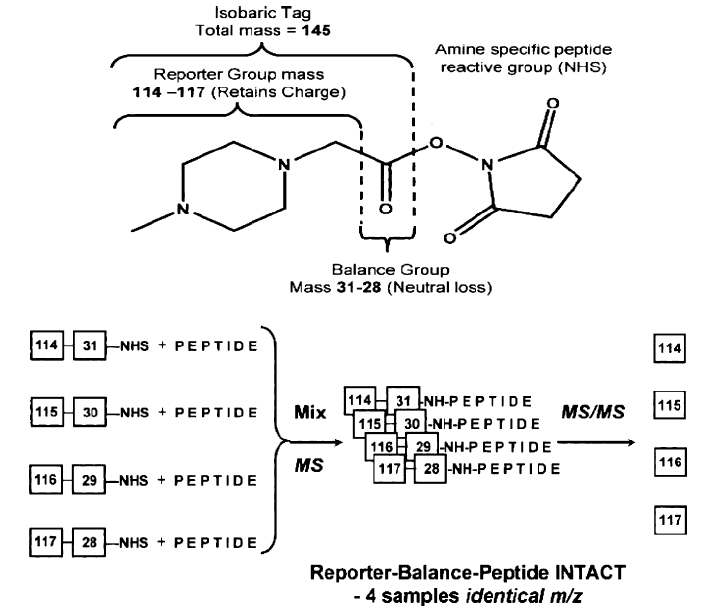 Isobaric Tag
Total mass = 145
Amine specific peptide
reactive group (NHS)
Reporter Group mass
114 –117 (Retains Charge)
O
O
N
N
N
O
O
Balance Group
Mass 31-28 (Neutral loss)
114 31 NHS + PEPTIDE
115 30 NHS + PEPTIDE
116 29 NHS + PEPTIDE
117 28 NHS + PEPTIDE
Mix
MS
114 31 -NH-PEPTIDE
115 30 -NH-PEPTIDE
116 29 -NH-PEPTIDE
117 28 -NH-PEPTIDE
MS/MS
114
115
116
117
Reporter-Balance-Peptide INTACT
- 4 samples identical m/z